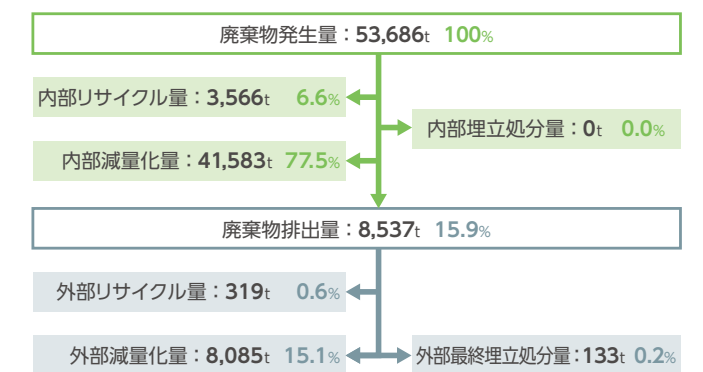 廃棄物発生量：53,686t 100%
内部リサイクル量：3,566t 6.6%
内部埋立処分量：0t 0.0%
内部減量化量：41,583t 77.5%
廃棄物排出量：8,537t 15.9%
外部リサイクル量：319t 0.6%
外部減量化量：8,085t 15.1%
外部最終埋立処分量：133t 0.2%